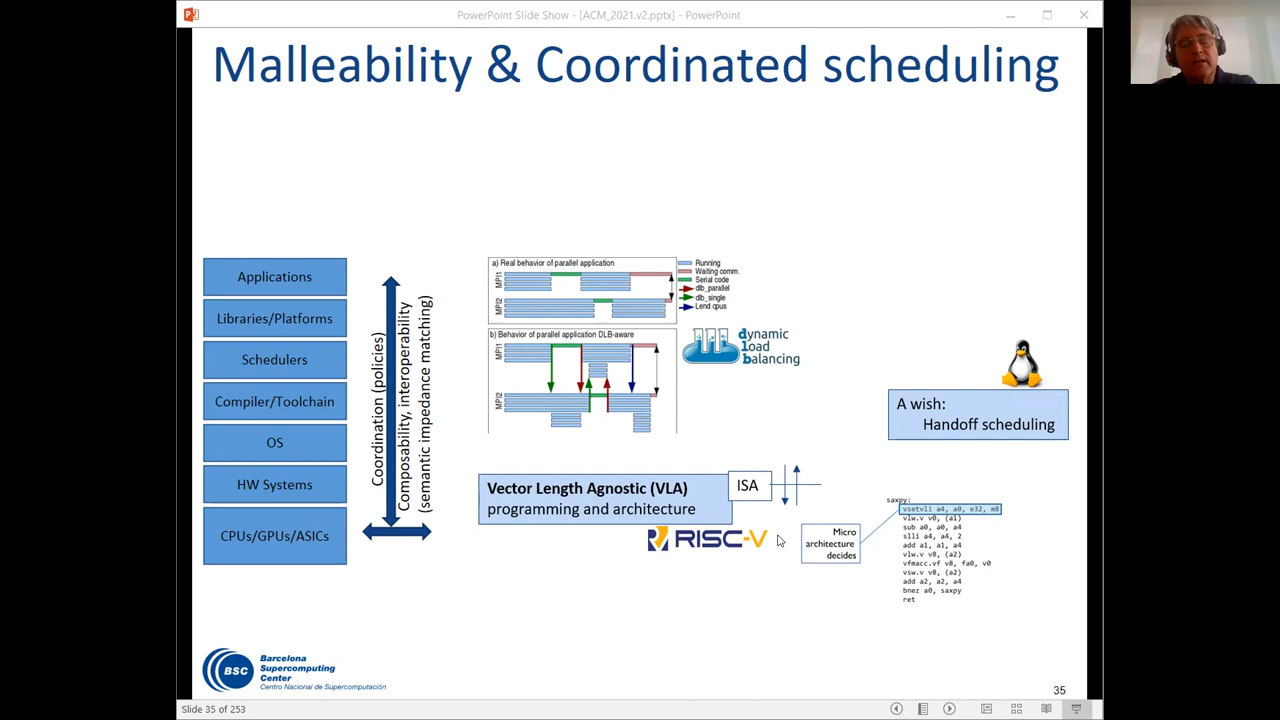 PowerPoint Slide Show - [ACM_2021.v2.pptx] - PowerPoint
Malleability & Coordinated scheduling
Applications
Libraries/Platforms
Schedulers
Compiler/Toolchain
OS
HW Systems
CPUs/GPUs/ASICs
Coordination (policies)
Composability, interoperability
(semantic impedance matching)
a) Real behavior of parallel application
MPI1
MPI2
Running
Waiting comm.
Serial code
dlb_parallel
dlb_single
Lend cpus
b) Behavior of parallel application DLB-aware
MPI1
MPI2
dynamic
load
balancing
A wish:
Handoff scheduling
Vector Length Agnostic (VLA)
programming and architecture
ISA
RISC-V
Micro
architecture
decides
saxpy:
vsetvli a4, a0, e32, m8
vlw.v v0, (a1)
sub a0, a0, a4
slli a4, a4, 2
add a1, a1, a4
vlw.v v8, (a2)
vfmacc.vf v8, fa0, v0
vsw.v v8, (a2)
add a2, a2, a4
bnez a0, saxpy
ret
BSC
Barcelona
Supercomputing
Center
Centro Nacional de Supercomputación
35
Slide 35 of 253